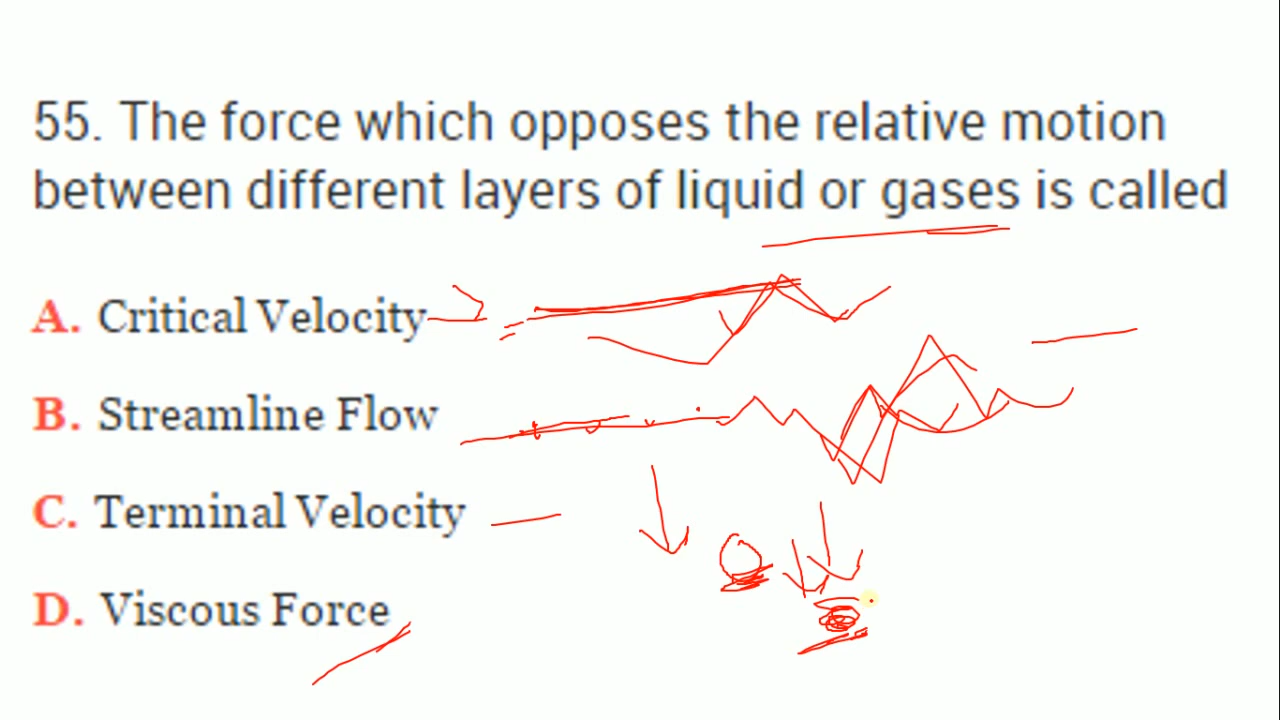 55. The force which opposes the relative motion
between different layers of liquid or gases is called
A. Critical Velocity
B. Streamline Flow
C. Terminal Velocity
D. Viscous Force